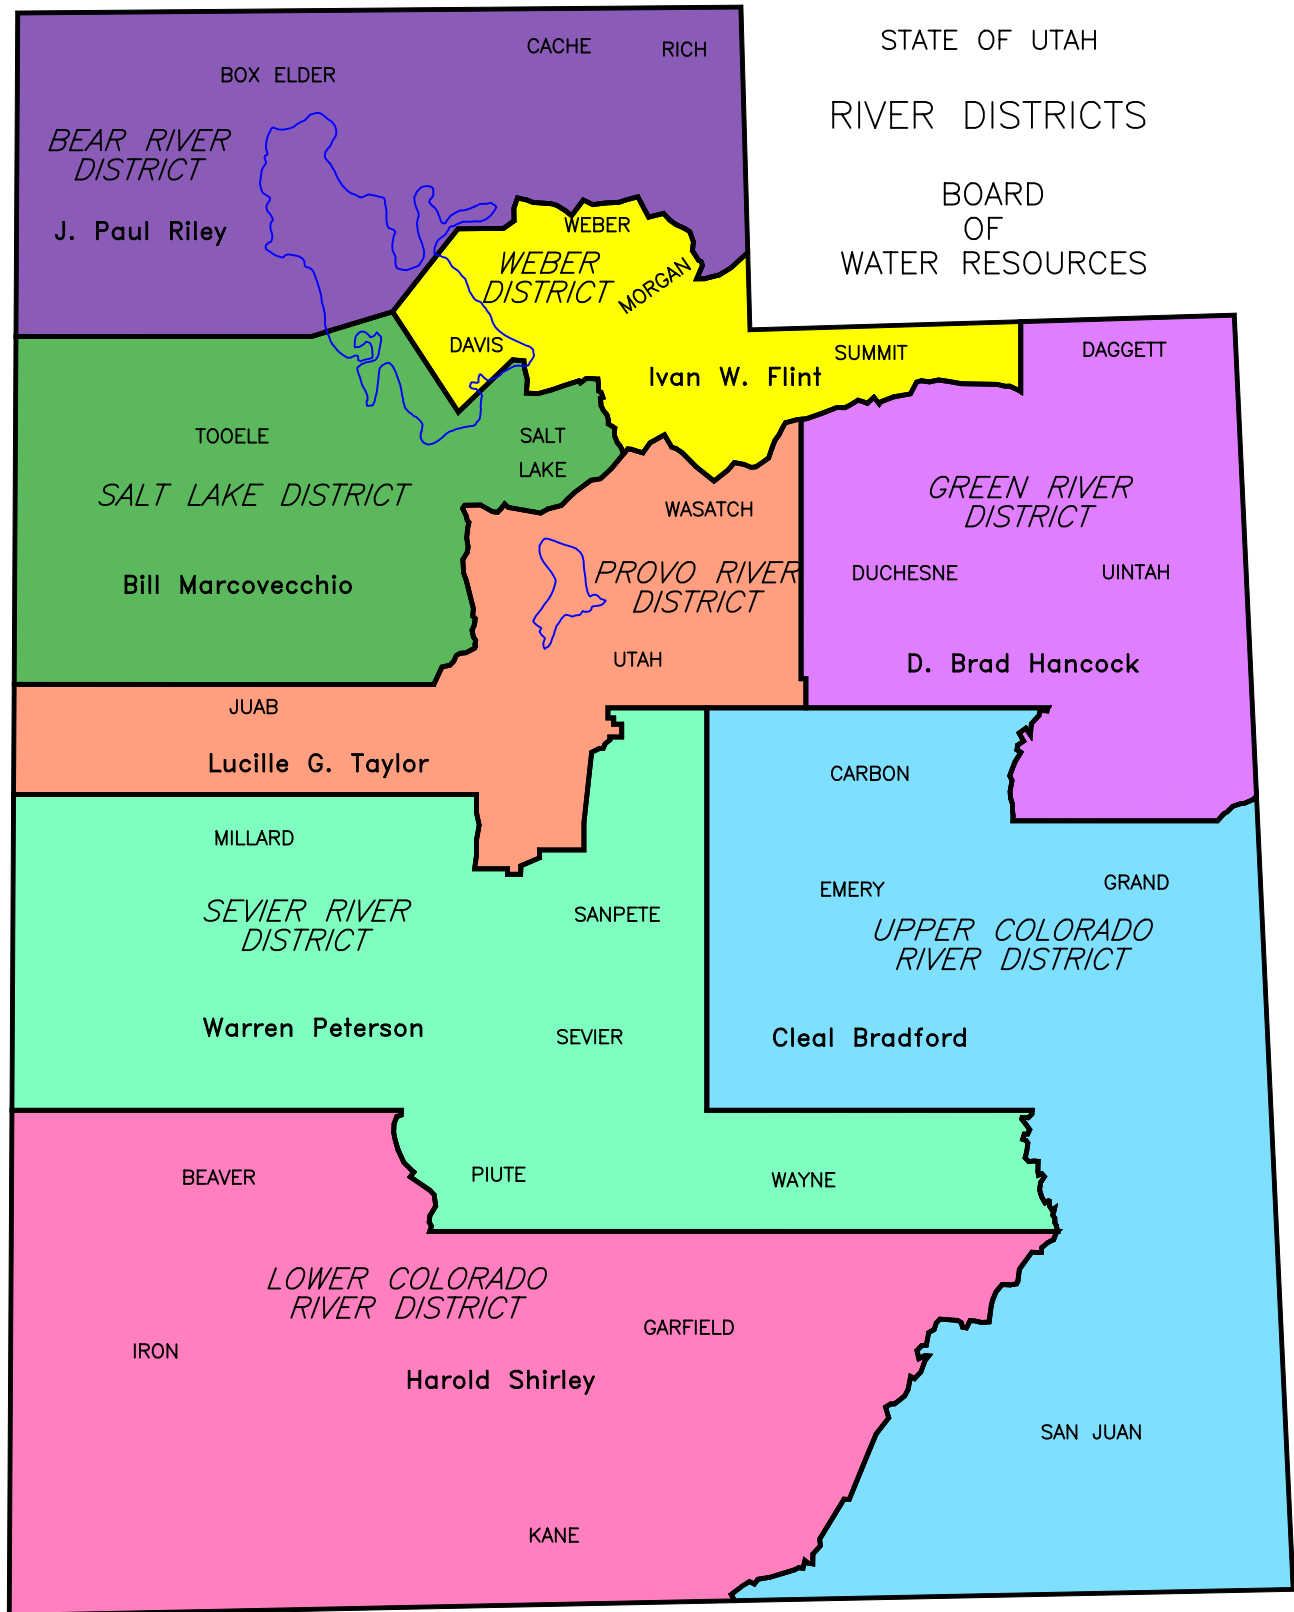 STATE OF UTAH
RIVER DISTRICTS
BOARD
OF
WATER RESOURCES
CACHE
RICH
BOX ELDER
BEAR RIVER
DISTRICT
J. Paul Riley
WEBER
WEBER
DISTRICT
MORGAN
DAVIS
SUMMIT
Ivan W. Flint
DAGGETT
TOOELE
SALT
LAKE
SALT LAKE DISTRICT
Bill Marcovecchio
WASATCH
PROVO RIVER
DISTRICT
UTAH
JUAB
Lucille G. Taylor
GREEN RIVER
DISTRICT
DUCHESNE
UINTAH
D. Brad Hancock
MILLARD
SEVIER RIVER
DISTRICT
SANPETE
Warren Peterson
SEVIER
PIUTE
WAYNE
CARBON
EMERY
GRAND
UPPER COLORADO
RIVER DISTRICT
Cleal Bradford
SAN JUAN
BEAVER
LOWER COLORADO
RIVER DISTRICT
GARFIELD
IRON
Harold Shirley
KANE